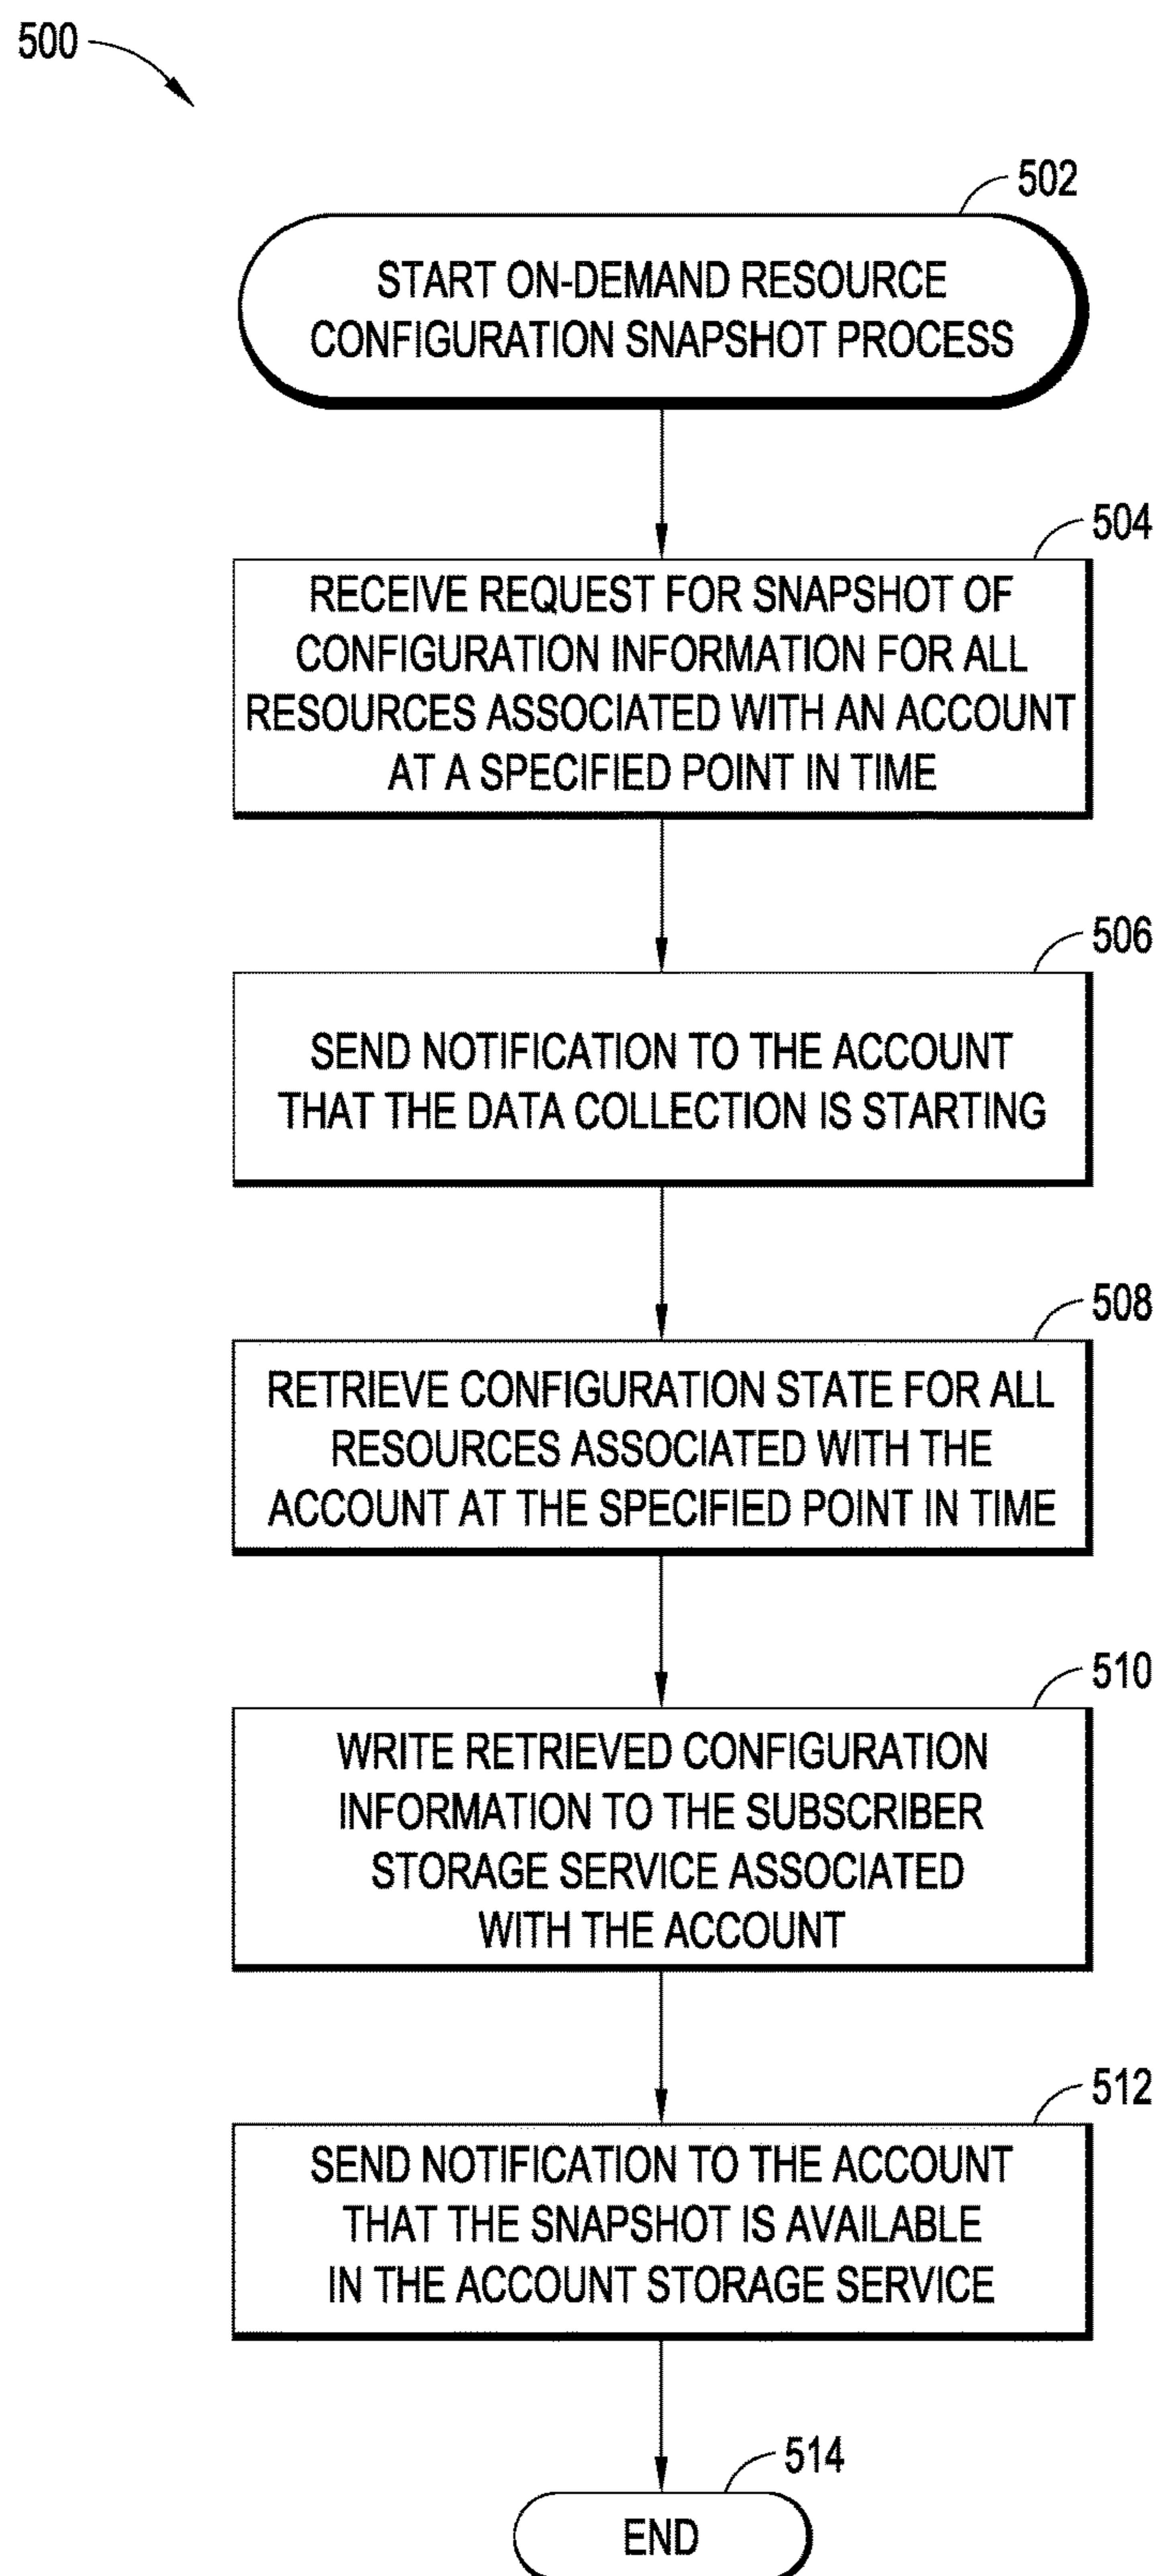 500
502
START ON-DEMAND RESOURCE
CONFIGURATION SNAPSHOT PROCESS
504
RECEIVE REQUEST FOR SNAPSHOT OF
CONFIGURATION INFORMATION FOR ALL
RESOURCES ASSOCIATED WITH AN ACCOUNT
AT A SPECIFIED POINT IN TIME
506
SEND NOTIFICATION TO THE ACCOUNT
THAT THE DATA COLLECTION IS STARTING
508
RETRIEVE CONFIGURATION STATE FOR ALL
RESOURCES ASSOCIATED WITH THE
ACCOUNT AT THE SPECIFIED POINT IN TIME
510
WRITE RETRIEVED CONFIGURATION
INFORMATION TO THE SUBSCRIBER
STORAGE SERVICE ASSOCIATED
WITH THE ACCOUNT
512
SEND NOTIFICATION TO THE ACCOUNT
THAT THE SNAPSHOT IS AVAILABLE
IN THE ACCOUNT STORAGE SERVICE
514
END